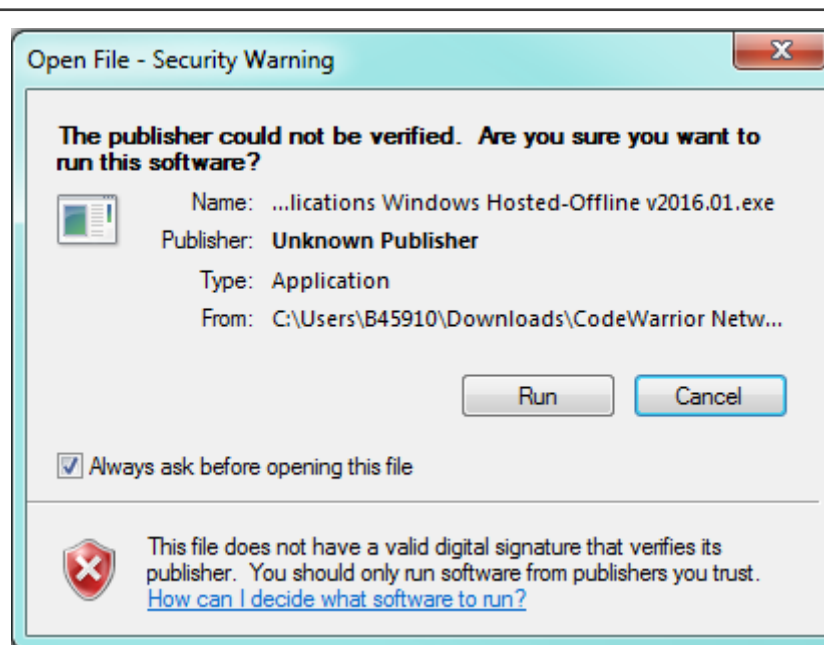 Open File - Security Warning
The publisher could not be verified.  Are you sure you want to
run this software?
Name: ...lications Windows Hosted-Offline v2016.01.exe
Publisher: Unknown Publisher
Type: Application
From: C:\Users\B45910\Downloads\CodeWarrior Netw...
Run Cancel
Always ask before opening this file
This file does not have a valid digital signature that verifies its
publisher.  You should only run software from publishers you trust.
How can I decide what software to run?